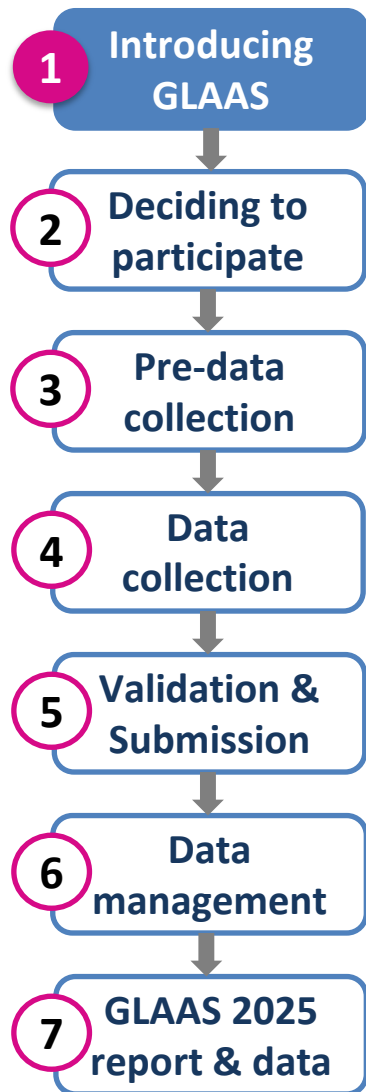 1
Introducing
GLAAS
2
Deciding to
participate
3
Pre-data
collection
4
Data
collection
5
Validation &
Submission
6
Data
management
7
GLAAS 2025
report & data